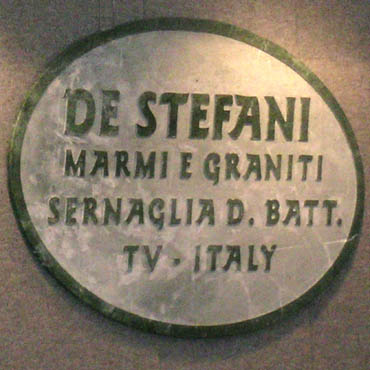 DE STEFANI
MARMI E GRANITI
SERNAGLIA D. BATT.
TV - ITALY